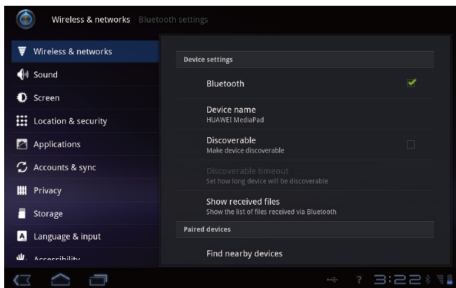 Wireless & networks Bluetooth settings
Wireless & networks
Sound
Screen
Location & security
Applications
Accounts & sync
Privacy
Storage
Language & input
Accessibility
Device settings
Bluetooth
Device name
HUAWEI MediaPad
Discoverable
Make device discoverable
Discoverable timeout
Set how long device will be discoverable
Show received files
Show the list of files received via Bluetooth
Paired devices
Find nearby devices
? 3:22